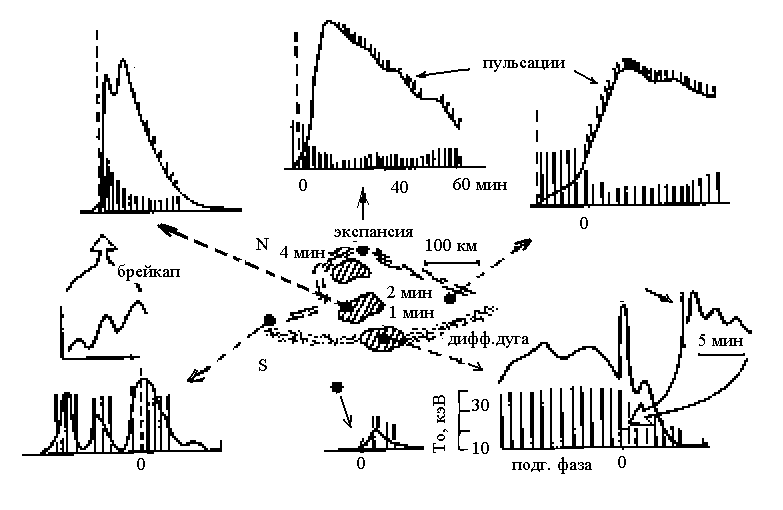 пульсации
0
40
60 мин
0
экспансия
N
4 мин
100 км
брейкап
2 мин
1 мин
дифф.дуга
5 мин
S
То, кэВ
30
10
0
0
подг. фаза
0